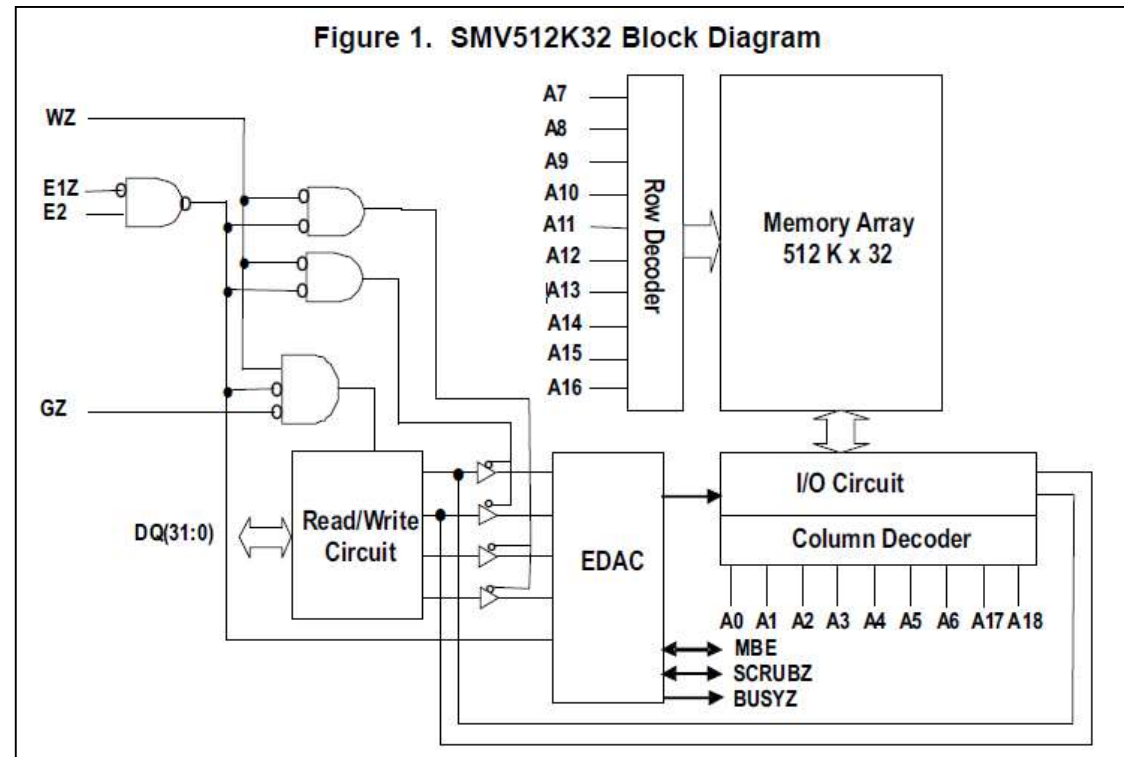 Figure 1. SMV512K32 Block Diagram
WZ
E1Z
E2
GZ
DQ(31:0)
Read/Write
Circuit
A7
A8
A9
A10
A11
A12
A13
A14
A15
A16
Row Decoder
Memory Array
512 K x 32
I/O Circuit
Column Decoder
EDAC
A0 A1 A2 A3 A4 A5 A6 A17 A18
MBE
SCRUBZ
BUSYZ